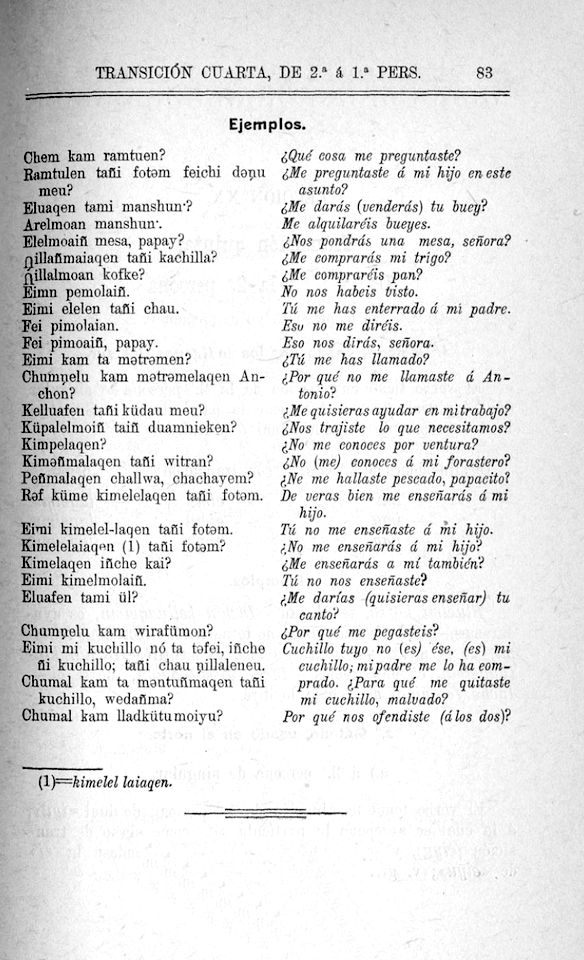 TRANSICIÓN CUARTA, DE 2.ª á 1.ª PERS. 83
Ejemplos.
Chem kam ramtuen? ¿Qué cosa me preguntaste?
Ramtulen tañi fotəm feichi dəŋu ¿Me preguntaste á mi hijo en este
meu? asunto?
Eluaqen tami manshun? ¿Me darás (venderás) tu buey?
Arelmoan manshun. Me alquilaréis bueyes.
Elelmoaiñ mesa, papay? ¿Nos pondrás una mesa, señora?
Ŋillañmaiaqen tañi kachilla? ¿Me comprarás mi trigo?
Ŋillalmoan kofke? ¿Me compraréis pan?
Eimn pemolaiñ. No nos habeis visto.
Eimi elelen tañi chau. Tú me has enterrado á mi padre.
Fei pimolaian. Eso no me diréis.
Fei pimoaiñ, papay. Eso nos dirás, señora.
Eimi kam ta mətrəmen? ¿Tú me has llamado?
Chumŋelu kam mətrəmelaqen An- ¿Por qué no me llamaste á An-
chon? tonio?
Kelluafen tañi küdau meu? ¿Me quisieras ayudar en mi trabajo?
Küpalelmoiñ taiñ duamnieken? ¿Nos trajiste lo que necesitamos?
Kimpelaqen? ¿No me conoces por ventura?
Kiməñmalaqen tañi witran? ¿No (me) conoces á mi forastero?
Peñmalaqen challwa, chachayem? ¿Ne me hallaste pescado, papacito?
Rəf küme kimelelaqen tañi fotəm. De veras bien me enseñarás á mi
hijo.
Eimi kimelel-laqen tañi fotəm. Tú no me enseñaste á mi hijo.
Kimelelaiaqen (1) tañi fotəm? ¿No me enseñarás á mi hijo?
Kimelaqen iñche kai? ¿Me enseñarás a mí también?
Eimi kimelmolaiñ. Tú no nos enseñaste?
Eluafen tami ül? ¿Me darías (quisieras enseñar) tu
canto?
Chumŋelu kam wirafümon? ¿Por qué me pegasteis?
Eimi mi kuchillo nó ta təfei, iñche Cuchillo tuyo no (es) ése, (es) mi
ñi kuchillo; tañi chau ŋillaleneu. cuchillo; mi padre me lo ha com-
Chumal kam ta məntuñmaqen tañi prado. ¿Para qué me quitaste
kuchillo, wedañma? mi cuchillo, malvado?
Chumal kam lladkütumoiyu? Por qué nos ofendiste (á los dos)?
(1)=kimelel laiaqen.